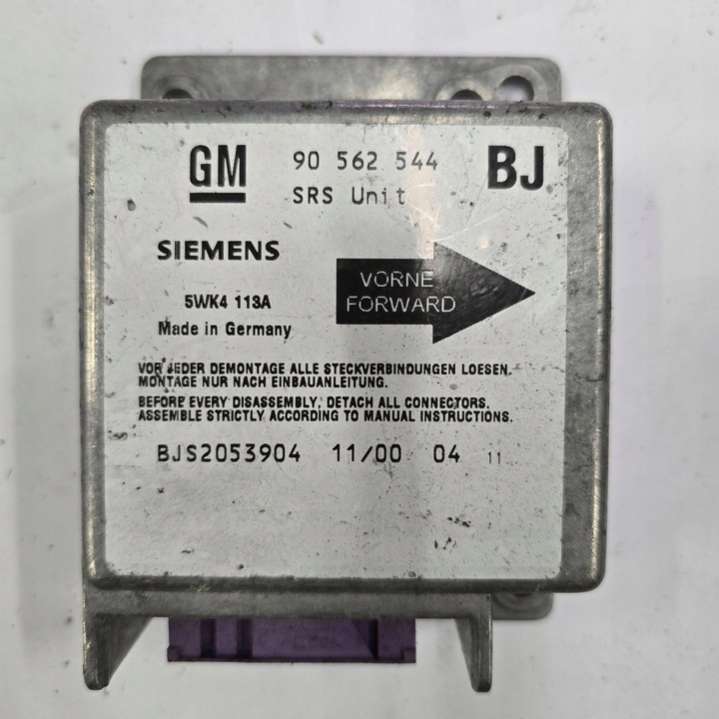 GM 90 562 544 BJ
SRS Unit
SIEMENS
VORNE
FORWARD
5WK4 113A
Made in Germany
VOR JEDER DEMONTAGE ALLE STECKVERBINDUNGEN LOESEN.
MONTAGE NUR NACH EINBAUANLEITUNG.
BEFORE EVERY DISASSEMBLY, DETACH ALL CONNECTORS.
ASSEMBLE STRICTLY ACCORDING TO MANUAL INSTRUCTIONS.
BJS2053904 11/00 04 11